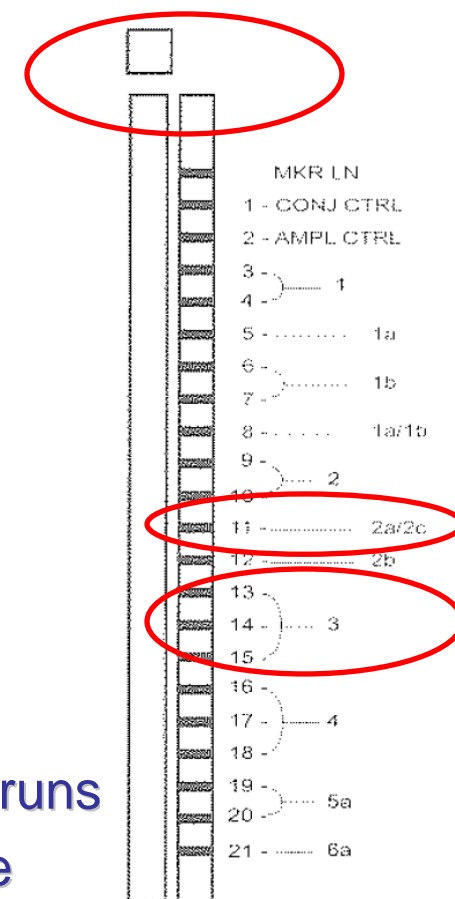 MKR LN
1 - CONJ CTRL
2 - AMPL CTRL
3 -
4 - 1
5 - 1a
6 -
7 - 1b
8 - 1a/1b
9 -
10 - 2
11 - 2a/2c
12 - 2b
13 -
14 - 3
15 -
16 -
17 - 4
18 -
19 -
20 - 5a
21 - 6a
runs
e